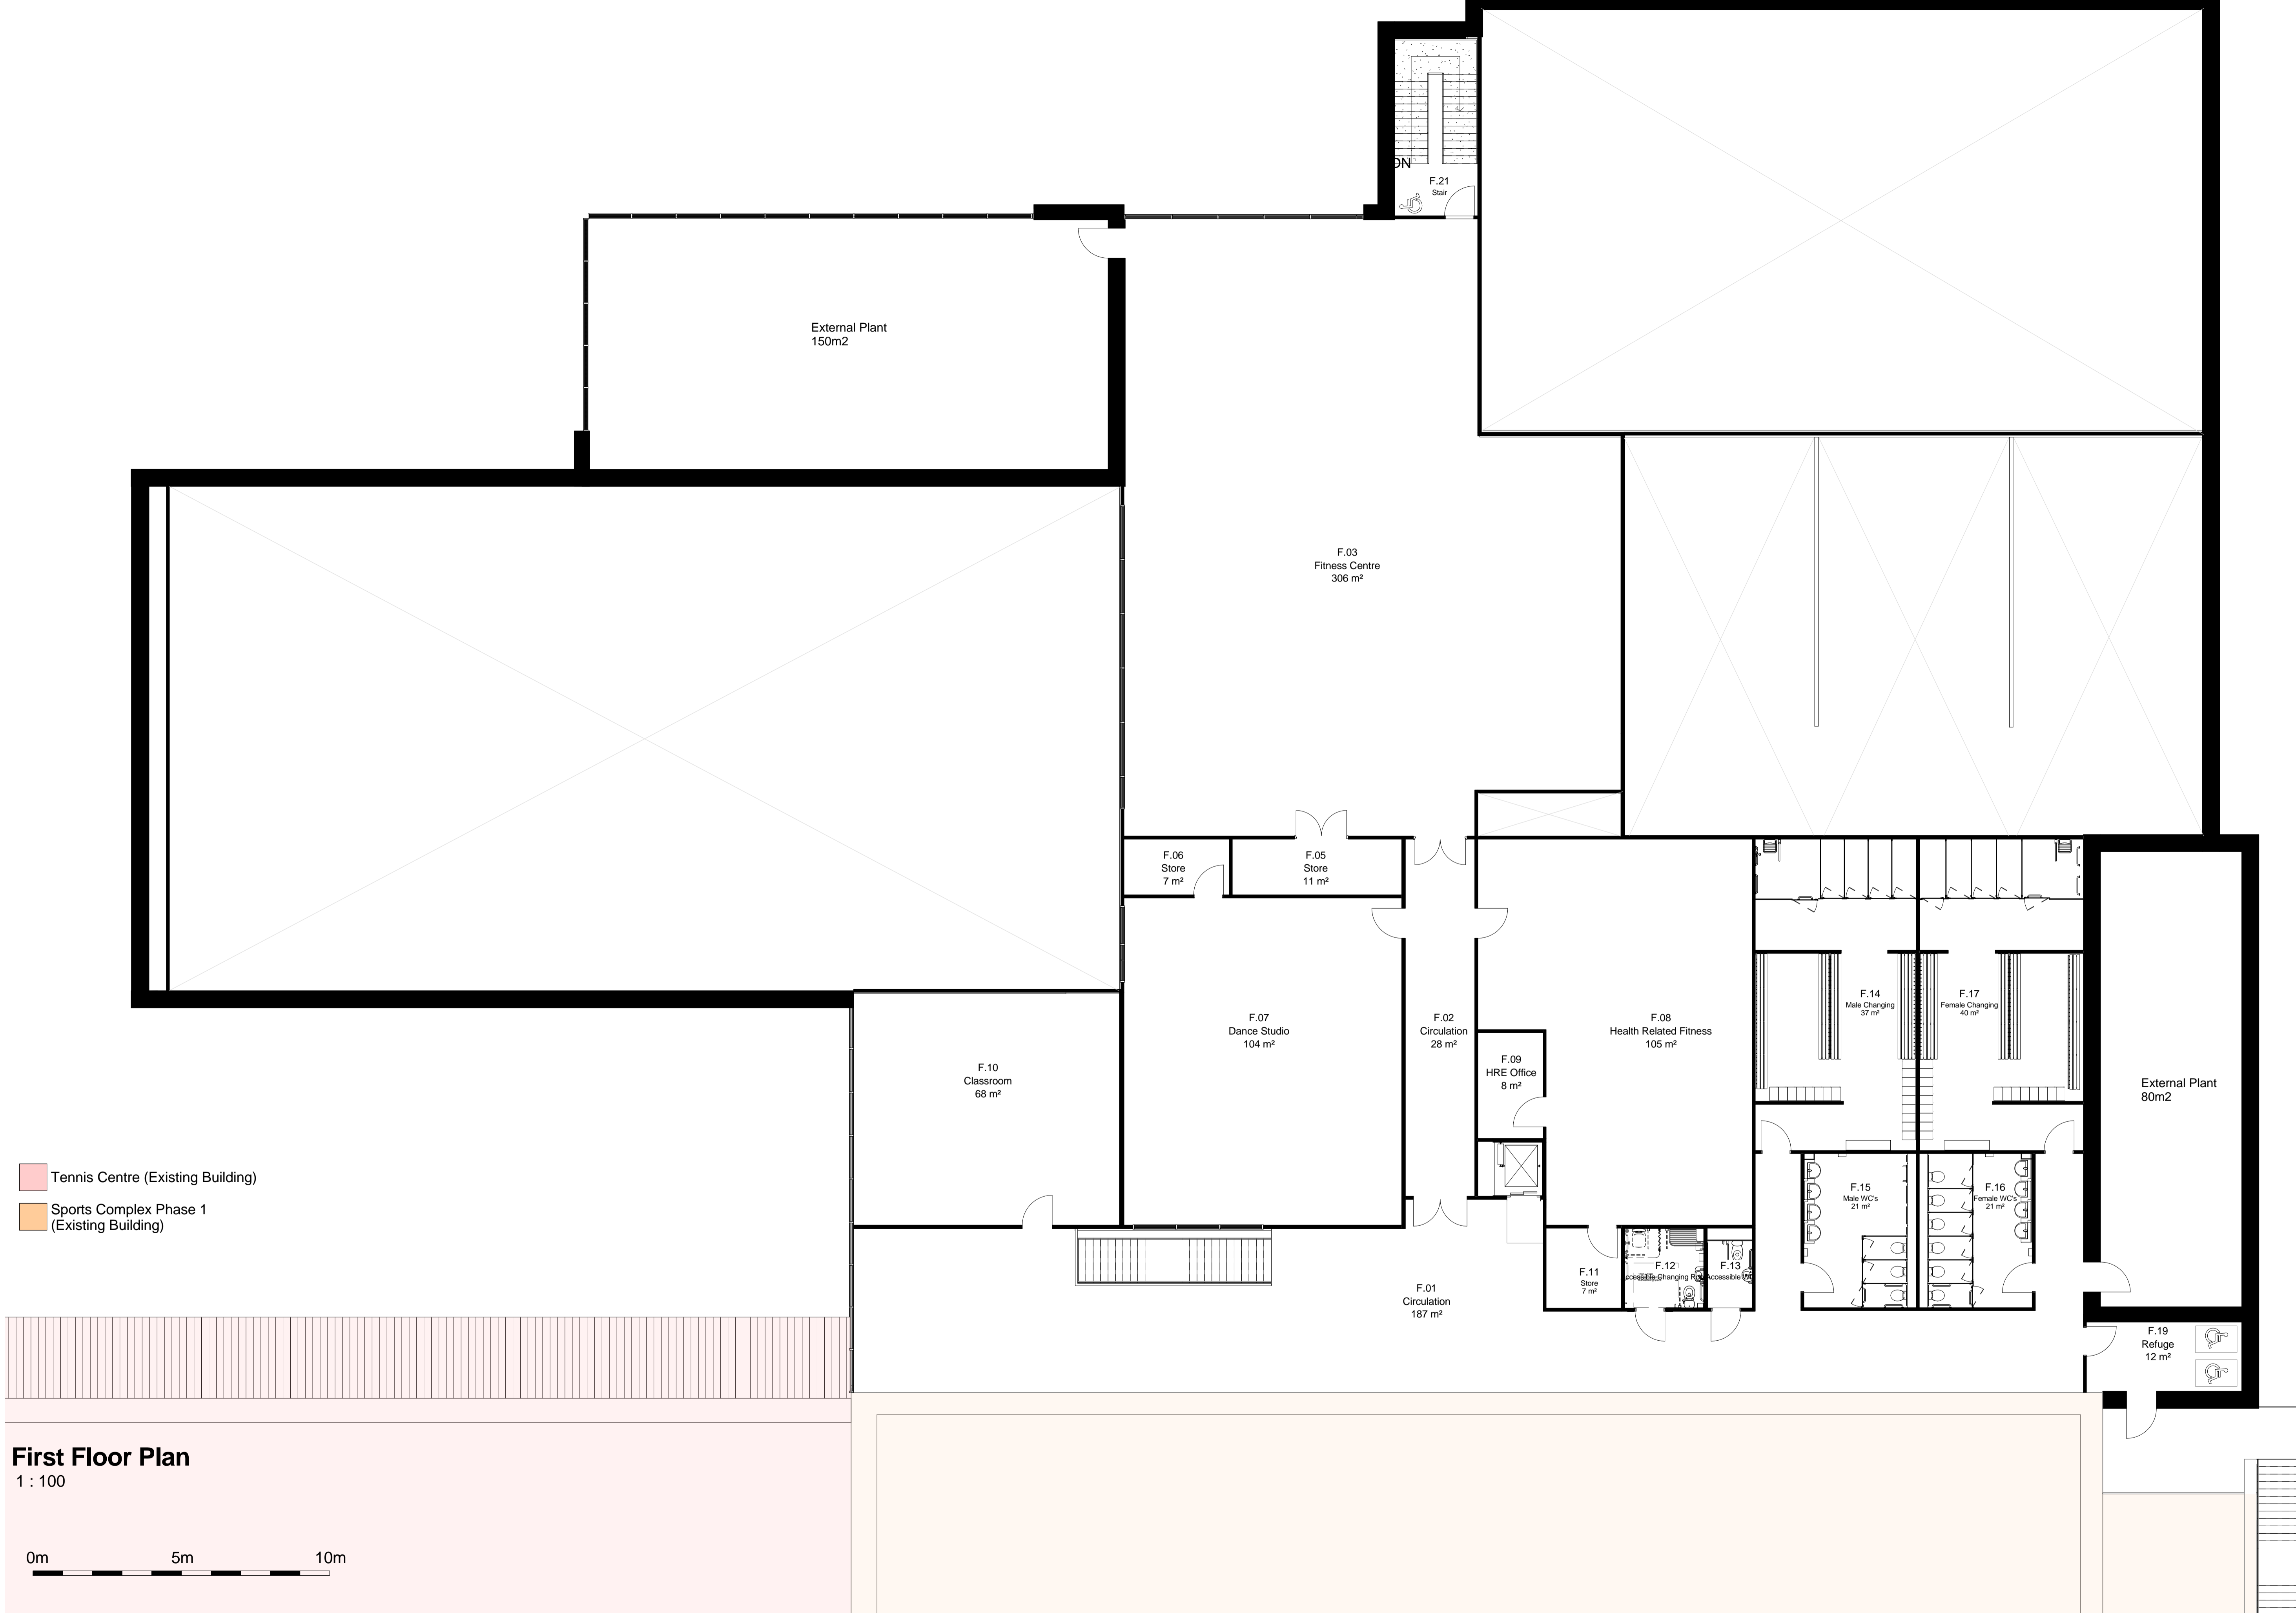 DN
F.21
Stair
External Plant
150m2
F.03
Fitness Centre
306 m²
F.06
Store
7 m²
F.05
Store
11 m²
F.14
Male Changing
37 m²
F.17
Female Changing
40 m²
F.07
Dance Studio
104 m²
F.02
Circulation
28 m²
F.08
Health Related Fitness
105 m²
F.09
HRE Office
8 m²
F.10
Classroom
68 m²
External Plant
80m2
Tennis Centre (Existing Building)
Sports Complex Phase 1
(Existing Building)
F.15
Male WC's
21 m²
F.16
Female WC's
21 m²
F.11
Store
7 m²
F.12
Accessible Changing
F.13
Accessible
F.01
Circulation
187 m²
F.19
Refuge
12 m²
First Floor Plan
1 : 100
0m 5m 10m